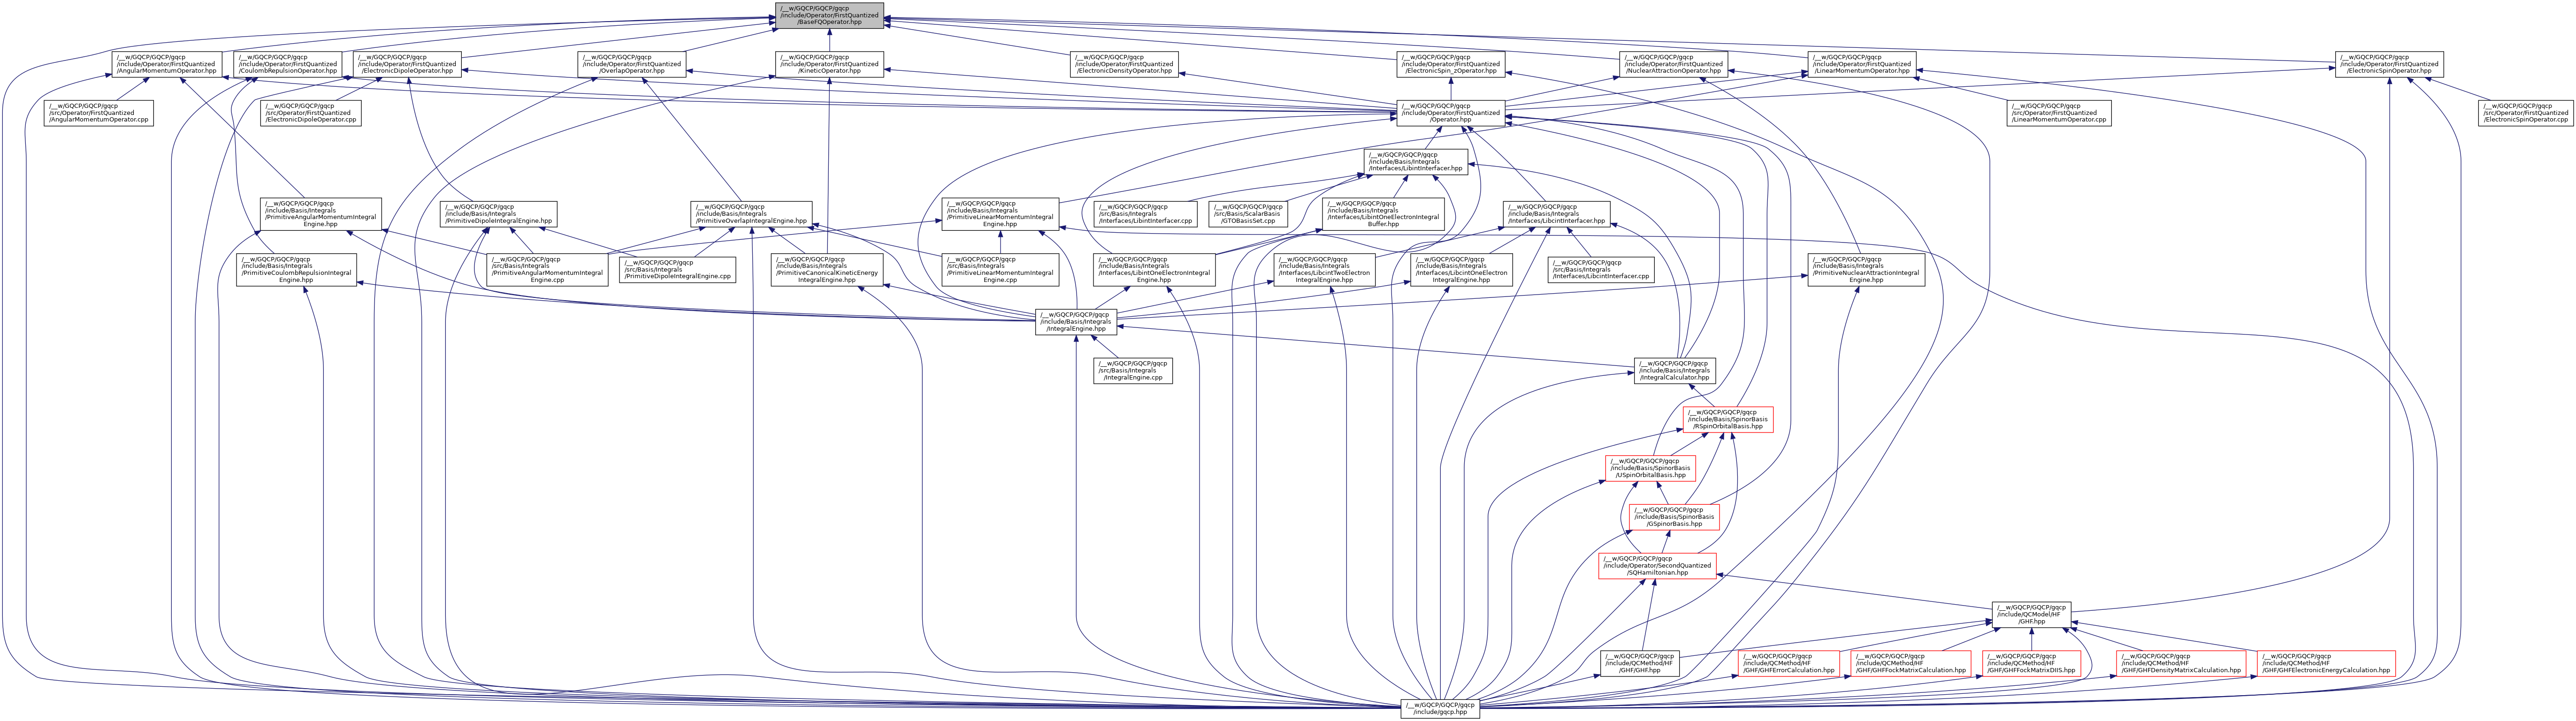 /__w/GQCP/GQCP/gqcp
/include/Operator/FirstQuantized
/BaseFQOperator.hpp
/__w/GQCP/GQCP/gqcp
/include/Operator/FirstQuantized
/AngularMomentumOperator.hpp
/__w/GQCP/GQCP/gqcp
/include/Operator/FirstQuantized
/CoulombRepulsionOperator.hpp
/__w/GQCP/GQCP/gqcp
/include/Operator/FirstQuantized
/ElectronicDipoleOperator.hpp
/__w/GQCP/GQCP/gqcp
/include/Operator/FirstQuantized
/OverlapOperator.hpp
/__w/GQCP/GQCP/gqcp
/include/Operator/FirstQuantized
/KineticOperator.hpp
/__w/GQCP/GQCP/gqcp
/include/Operator/FirstQuantized
/ElectronicDensityOperator.hpp
/__w/GQCP/GQCP/gqcp
/include/Operator/FirstQuantized
/ElectronicSpin_zOperator.hpp
/__w/GQCP/GQCP/gqcp
/include/Operator/FirstQuantized
/NuclearAttractionOperator.hpp
/__w/GQCP/GQCP/gqcp
/include/Operator/FirstQuantized
/LinearMomentumOperator.hpp
/__w/GQCP/GQCP/gqcp
/include/Operator/FirstQuantized
/ElectronicSpinOperator.hpp
/__w/GQCP/GQCP/gqcp
/src/Operator/FirstQuantized
/AngularMomentumOperator.cpp
/__w/GQCP/GQCP/gqcp
/src/Operator/FirstQuantized
/ElectronicDipoleOperator.cpp
/__w/GQCP/GQCP/gqcp
/include/Operator/FirstQuantized
/Operator.hpp
/__w/GQCP/GQCP/gqcp
/src/Operator/FirstQuantized
/LinearMomentumOperator.cpp
/__w/GQCP/GQCP/gqcp
/src/Operator/FirstQuantized
/ElectronicSpinOperator.cpp
/__w/GQCP/GQCP/gqcp
/include/Basis/Integrals
/Interfaces/LibintInterfacer.hpp
/__w/GQCP/GQCP/gqcp
/include/Basis/Integrals
/PrimitiveAngularMomentumIntegral
Engine.hpp
/__w/GQCP/GQCP/gqcp
/include/Basis/Integrals
/PrimitiveDipoleIntegralEngine.hpp
/__w/GQCP/GQCP/gqcp
/include/Basis/Integrals
/PrimitiveOverlapIntegralEngine.hpp
/__w/GQCP/GQCP/gqcp
/include/Basis/Integrals
/PrimitiveLinearMomentumIntegral
Engine.hpp
/__w/GQCP/GQCP/gqcp
/src/Basis/Integrals
/Interfaces/LibintInterfacer.cpp
/__w/GQCP/GQCP/gqcp
/src/Basis/ScalarBasis
/GTOBasisSet.cpp
/__w/GQCP/GQCP/gqcp
/include/Basis/Integrals
/Interfaces/LibintOneElectronIntegral
Buffer.hpp
/__w/GQCP/GQCP/gqcp
/include/Basis/Integrals
/Interfaces/LibcintInterfacer.hpp
/__w/GQCP/GQCP/gqcp
/include/Basis/Integrals
/PrimitiveCoulombRepulsionIntegral
Engine.hpp
/__w/GQCP/GQCP/gqcp
/src/Basis/Integrals
/PrimitiveAngularMomentumIntegral
Engine.cpp
/__w/GQCP/GQCP/gqcp
/src/Basis/Integrals
/PrimitiveDipoleIntegralEngine.cpp
/__w/GQCP/GQCP/gqcp
/include/Basis/Integrals
/PrimitiveCanonicalKineticEnergy
IntegralEngine.hpp
/__w/GQCP/GQCP/gqcp
/src/Basis/Integrals
/PrimitiveLinearMomentumIntegral
Engine.cpp
/__w/GQCP/GQCP/gqcp
/include/Basis/Integrals
/Interfaces/LibintOneElectronIntegral
Engine.hpp
/__w/GQCP/GQCP/gqcp
/include/Basis/Integrals
/Interfaces/LibcintTwoElectron
IntegralEngine.hpp
/__w/GQCP/GQCP/gqcp
/include/Basis/Integrals
/Interfaces/LibcintOneElectron
IntegralEngine.hpp
/__w/GQCP/GQCP/gqcp
/src/Basis/Integrals
/Interfaces/LibcintInterfacer.cpp
/__w/GQCP/GQCP/gqcp
/include/Basis/Integrals
/PrimitiveNuclearAttractionIntegral
Engine.hpp
/__w/GQCP/GQCP/gqcp
/include/Basis/Integrals
/IntegralEngine.hpp
/__w/GQCP/GQCP/gqcp
/src/Basis/Integrals
/IntegralEngine.cpp
/__w/GQCP/GQCP/gqcp
/include/Basis/Integrals
/IntegralCalculator.hpp
/__w/GQCP/GQCP/gqcp
/include/Basis/SpinorBasis
/RSpinOrbitalBasis.hpp
/__w/GQCP/GQCP/gqcp
/include/Basis/SpinorBasis
/USpinOrbitalBasis.hpp
/__w/GQCP/GQCP/gqcp
/include/Basis/SpinorBasis
/GSpinorBasis.hpp
/__w/GQCP/GQCP/gqcp
/include/Operator/SecondQuantized
/SQHamiltonian.hpp
/__w/GQCP/GQCP/gqcp
/include/QCModel/HF
/GHF.hpp
/__w/GQCP/GQCP/gqcp
/include/QCMethod/HF
/GHF/GHF.hpp
/__w/GQCP/GQCP/gqcp
/include/QCMethod/HF
/GHF/GHFErrorCalculation.hpp
/__w/GQCP/GQCP/gqcp
/include/QCMethod/HF
/GHF/GHFFockMatrixCalculation.hpp
/__w/GQCP/GQCP/gqcp
/include/QCMethod/HF
/GHF/GHFFockMatrixDIIS.hpp
/__w/GQCP/GQCP/gqcp
/include/QCMethod/HF
/GHF/GHFDensityMatrixCalculation.hpp
/__w/GQCP/GQCP/gqcp
/include/QCMethod/HF
/GHF/GHFElectronicEnergyCalculation.hpp
/__w/GQCP/GQCP/gqcp
/include/gqcp.hpp